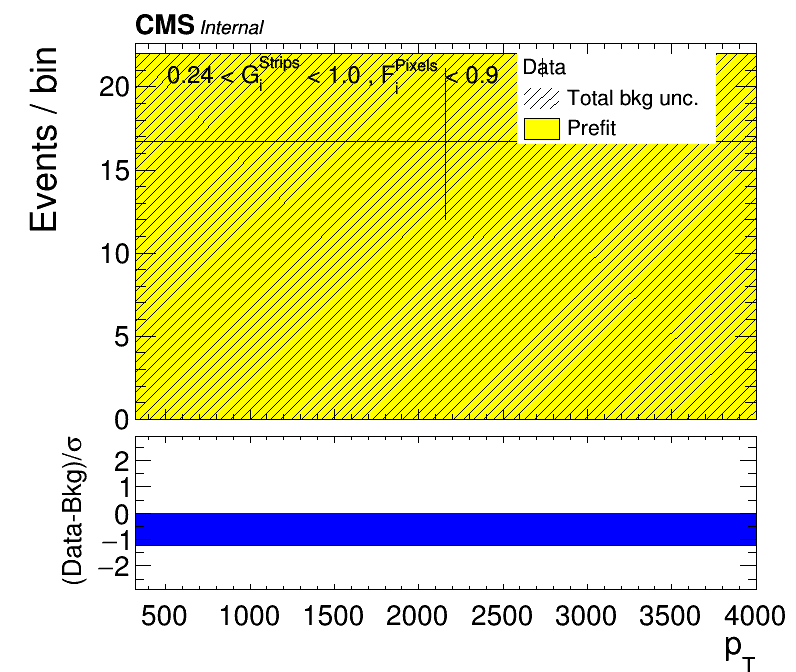 CMS Internal
0.24 < G_i^Strips < 1.0 , F_i^Pixels < 0.9
Data
Total bkg unc.
Prefit
Events / bin
20
15
10
5
0
(Data-Bkg)/σ
2
1
0
−1
−2
500 1000 1500 2000 2500 3000 3500 4000
p_T